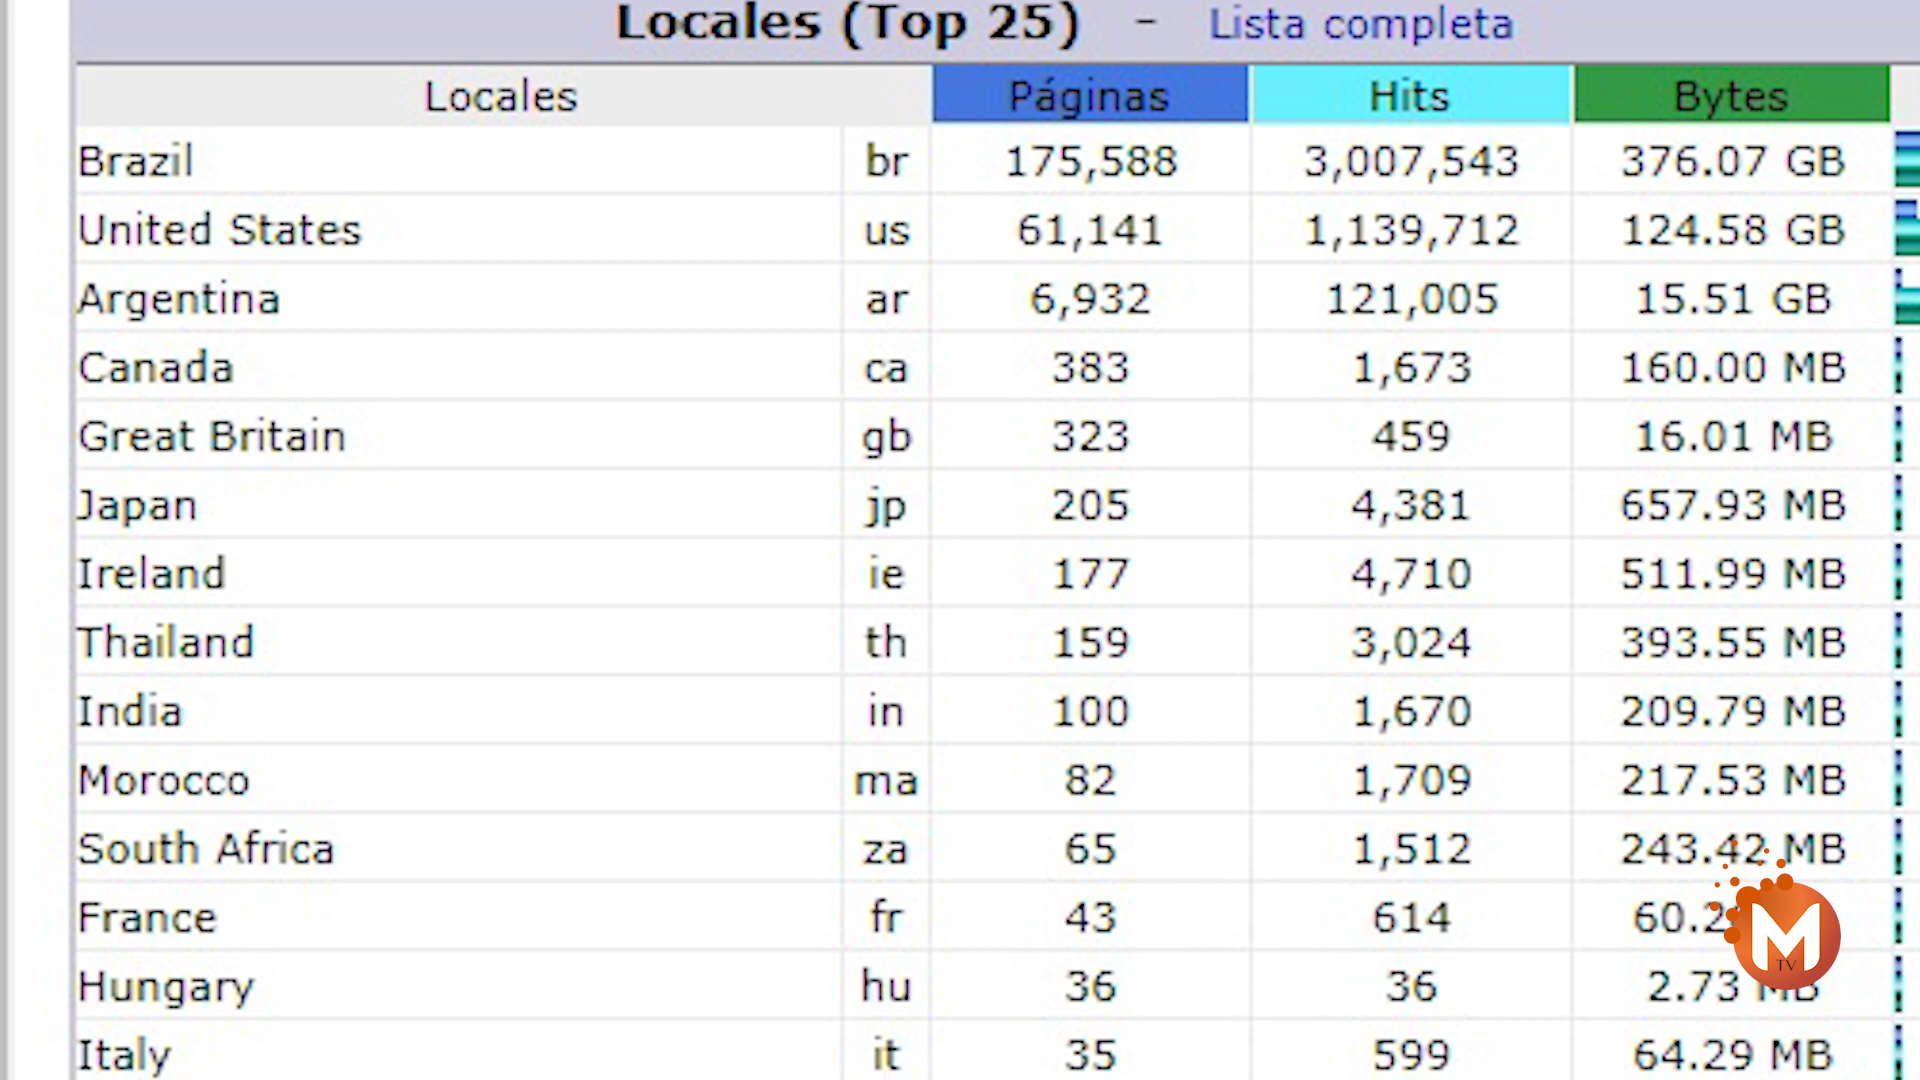 Locales (Top 25) - Lista completa
Locales Páginas Hits Bytes
Brazil br 175,588 3,007,543 376.07 GB
United States us 61,141 1,139,712 124.58 GB
Argentina ar 6,932 121,005 15.51 GB
Canada ca 383 1,673 160.00 MB
Great Britain gb 323 459 16.01 MB
Japan jp 205 4,381 657.93 MB
Ireland ie 177 4,710 511.99 MB
Thailand th 159 3,024 393.55 MB
India in 100 1,670 209.79 MB
Morocco ma 82 1,709 217.53 MB
South Africa za 65 1,512 243.42 MB
France fr 43 614
Hungary hu 36 36 2.73 MB
Italy it 35 599 64.29 MB
M
TV